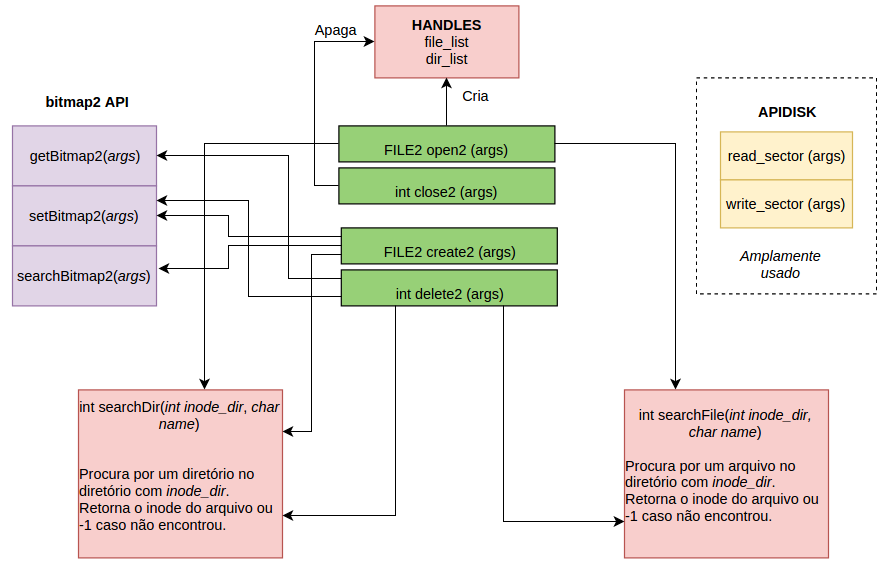 Apaga
HANDLES
file_list
dir_list
Cria
bitmap2 API
getBitmap2(args)
setBitmap2(args)
searchBitmap2(args)
FILE2 open2 (args)
int close2 (args)
FILE2 create2 (args)
int delete2 (args)
APIDISK
read_sector (args)
write_sector (args)
Amplamente
usado
int searchDir(int inode_dir, char
name)
Procura por um diretório no
diretório com inode_dir.
Retorna o inode do arquivo ou
-1 caso não encontrou.
int searchFile(int inode_dir,
char name)
Procura por um arquivo no
diretório com inode_dir.
Retorna o inode do arquivo ou
-1 caso não encontrou.